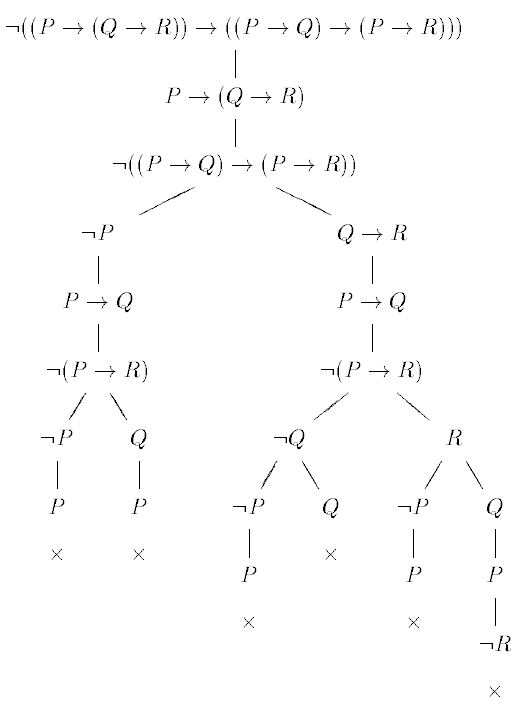 ¬((P → (Q → R)) → ((P → Q) → (P → R)))
P → (Q → R)
¬((P → Q) → (P → R))
¬P Q → R
P → Q P → Q
¬(P → R) ¬(P → R)
¬P Q ¬Q R
P P ¬P Q ¬P Q
× × P × P P
× × ¬R
×